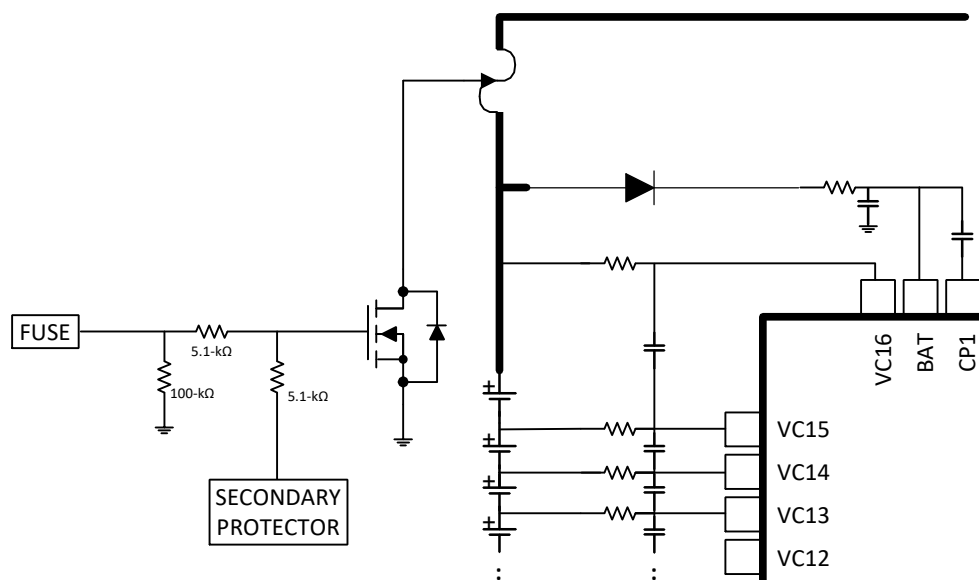 FUSE
5.1-kΩ
100-kΩ
5.1-kΩ
SECONDARY
PROTECTOR
+
+
+
+
VC16
BAT
CP1
VC15
VC14
VC13
VC12